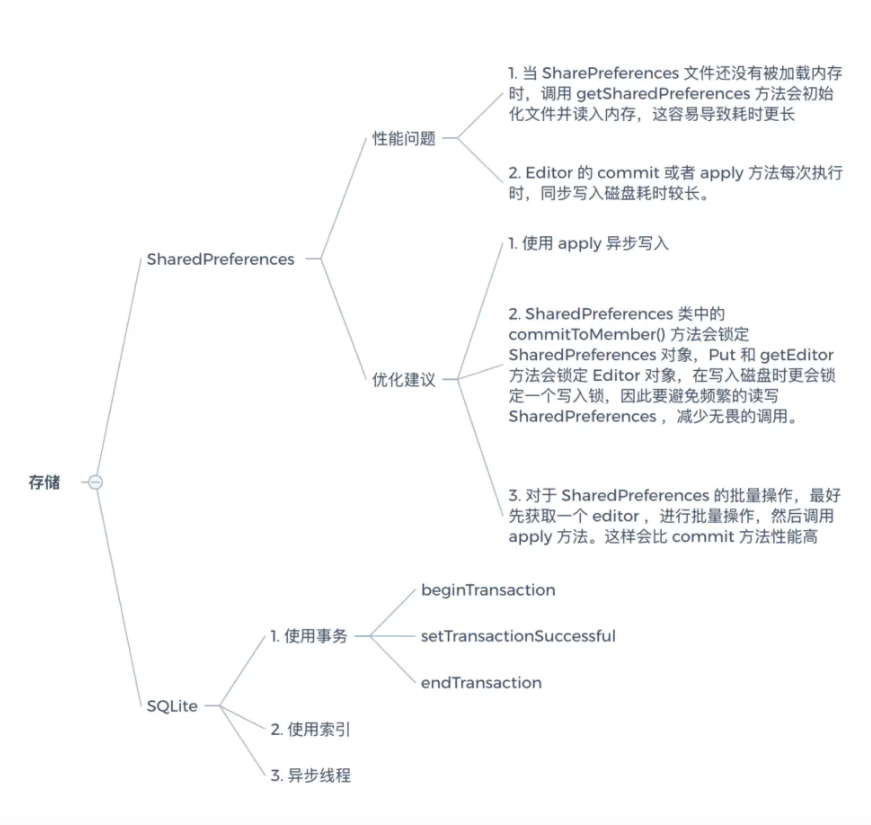 1. 当 SharePreferences 文件还没有被加载内存
时，调用 getSharedPreferences 方法会初始
化文件并读入内存，这容易导致耗时更长
性能问题
2. Editor 的 commit 或者 apply 方法每次执行
时，同步写入磁盘耗时较长。
SharedPreferences
1. 使用 apply 异步写入
2. SharedPreferences 类中的
commitToMember() 方法会锁定
SharedPreferences 对象，Put 和 getEditor
方法会锁定 Editor 对象，在写入磁盘时更会锁
定一个写入锁，因此要避免频繁的读写
SharedPreferences ，减少无畏的调用。
优化建议
3. 对于 SharedPreferences 的批量操作，最好
先获取一个 editor ，进行批量操作，然后调用
apply 方法。这样会比 commit 方法性能高
存储
beginTransaction
1. 使用事务
setTransactionSuccessful
endTransaction
SQLite
2. 使用索引
3. 异步线程